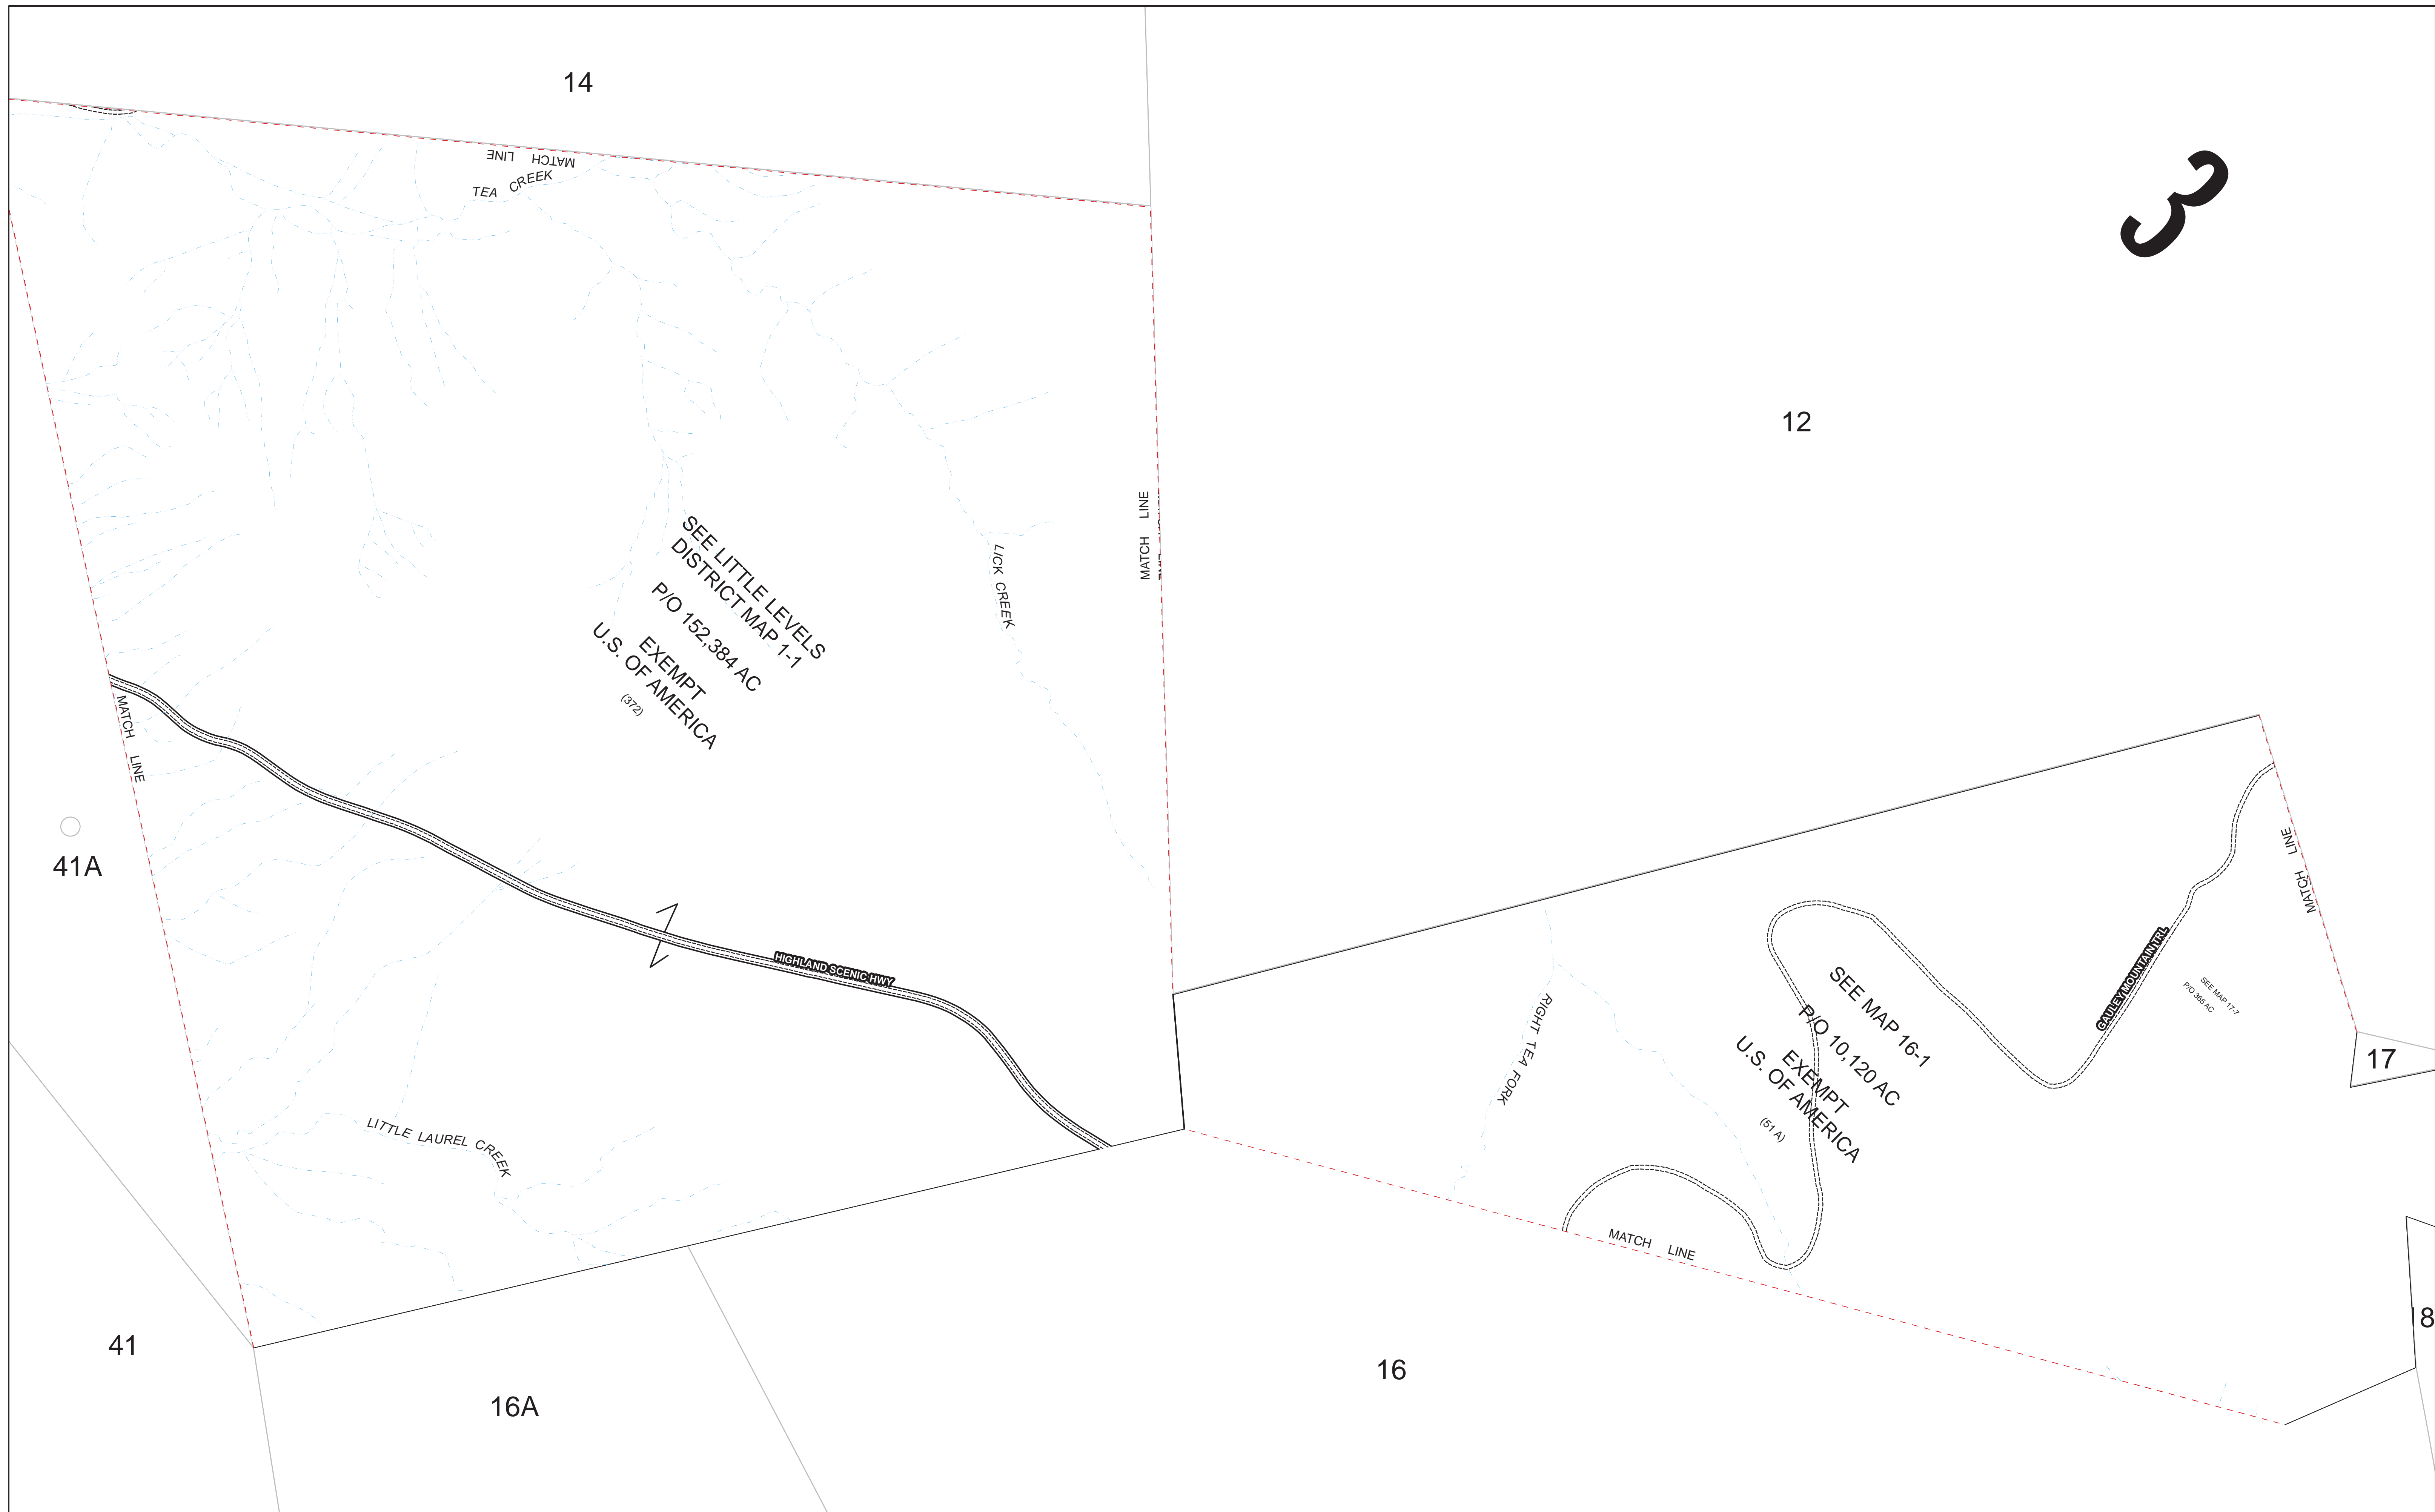 14
MATCH LINE
TEA CREEK
3
12
MATCH LINE
LICK CREEK
SEE LITTLE LEVELS
DISTRICT MAP 1-1
P/O 152,384 AC
EXEMPT
U.S. OF AMERICA
(372)
MATCH LINE
41A
HIGHLAND SCENIC HWY
MATCH LINE
GAULEY MOUNTAIN TRL
SEE MAP 17-7
P/O 365 AC
RIGHT TEA FORK
SEE MAP 16-1
P/O 10,120 AC
EXEMPT
U.S. OF AMERICA
(51 A)
17
LITTLE LAUREL CREEK
MATCH LINE
41
16A
16
8